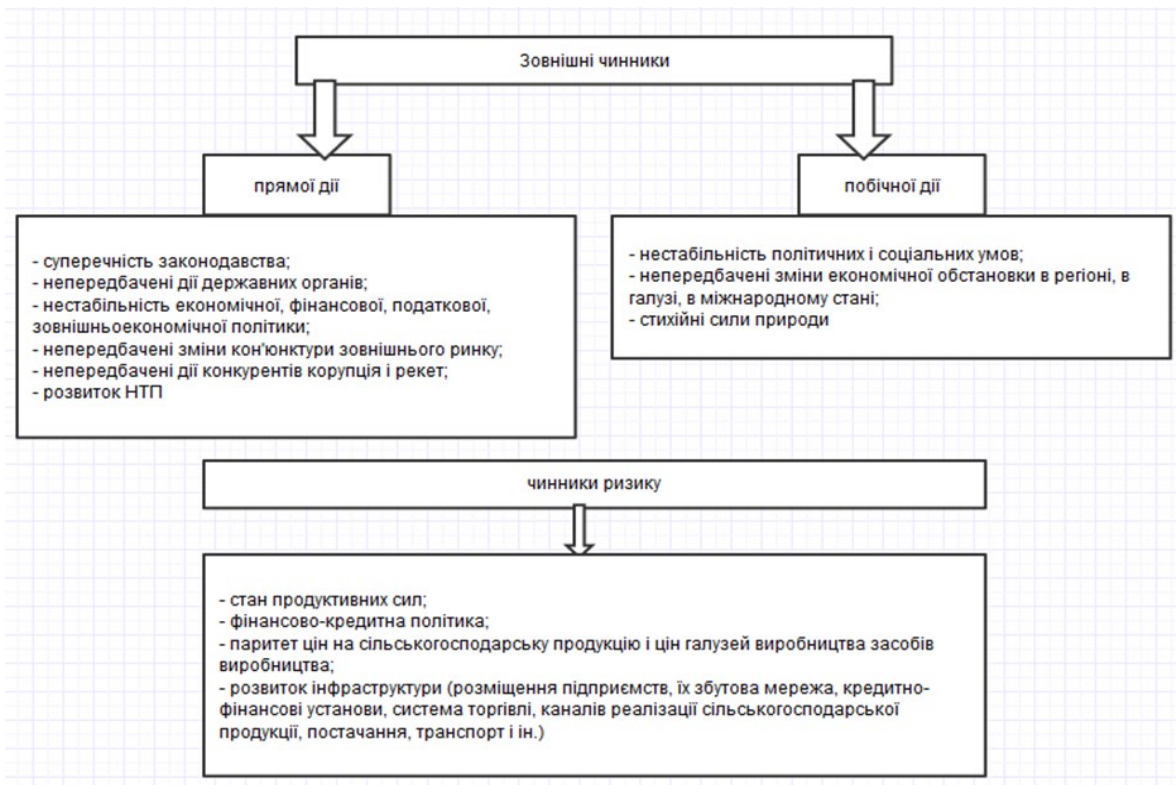 Зовнішні чинники
прямої дії
побічної дії
- суперечність законодавства;
- непередбачені дії державних органів;
- нестабільність економічної, фінансової, податкової,
зовнішньоекономічної політики;
- непередбачені зміни кон'юнктури зовнішнього ринку;
- непередбачені дії конкурентів корупція і рекет;
- розвиток НТП
- нестабільність політичних і соціальних умов;
- непередбачені зміни економічної обстановки в регіоні, в
галузі, в міжнародному стані;
- стихійні сили природи
чинники ризику
- стан продуктивних сил;
- фінансово-кредитна політика;
- паритет цін на сільськогосподарську продукцію і цін галузей виробництва засобів
виробництва;
- розвиток інфраструктури (розміщення підприємств, їх збутова мережа, кредитно-
фінансові установи, система торгівлі, каналів реалізації сільськогосподарської
продукції, постачання, транспорт і ін.)